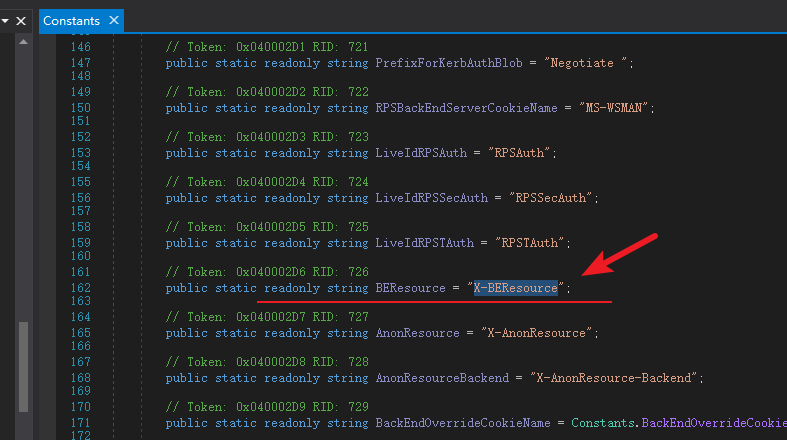 Constants
146 // Token: 0x040002D1 RID: 721
147 public static readonly string PrefixForKerbAuthBlob = "Negotiate ";
148
149 // Token: 0x040002D2 RID: 722
150 public static readonly string RPSBackEndServerCookieName = "MS-WSMAN";
151
152 // Token: 0x040002D3 RID: 723
153 public static readonly string LiveIdRPSAuth = "RPSAuth";
154
155 // Token: 0x040002D4 RID: 724
156 public static readonly string LiveIdRPSSecAuth = "RPSSecAuth";
157
158 // Token: 0x040002D5 RID: 725
159 public static readonly string LiveIdRPSTAuth = "RPSTAuth";
160
161 // Token: 0x040002D6 RID: 726
162 public static readonly string BEResource = "X-BEResource";
163
164 // Token: 0x040002D7 RID: 727
165 public static readonly string AnonResource = "X-AnonResource";
166
167 // Token: 0x040002D8 RID: 728
168 public static readonly string AnonResourceBackend = "X-AnonResource-Backend";
169
170 // Token: 0x040002D9 RID: 729
171 public static readonly string BackEndOverrideCookieName = Constants.BackEndOverrideCookie
172